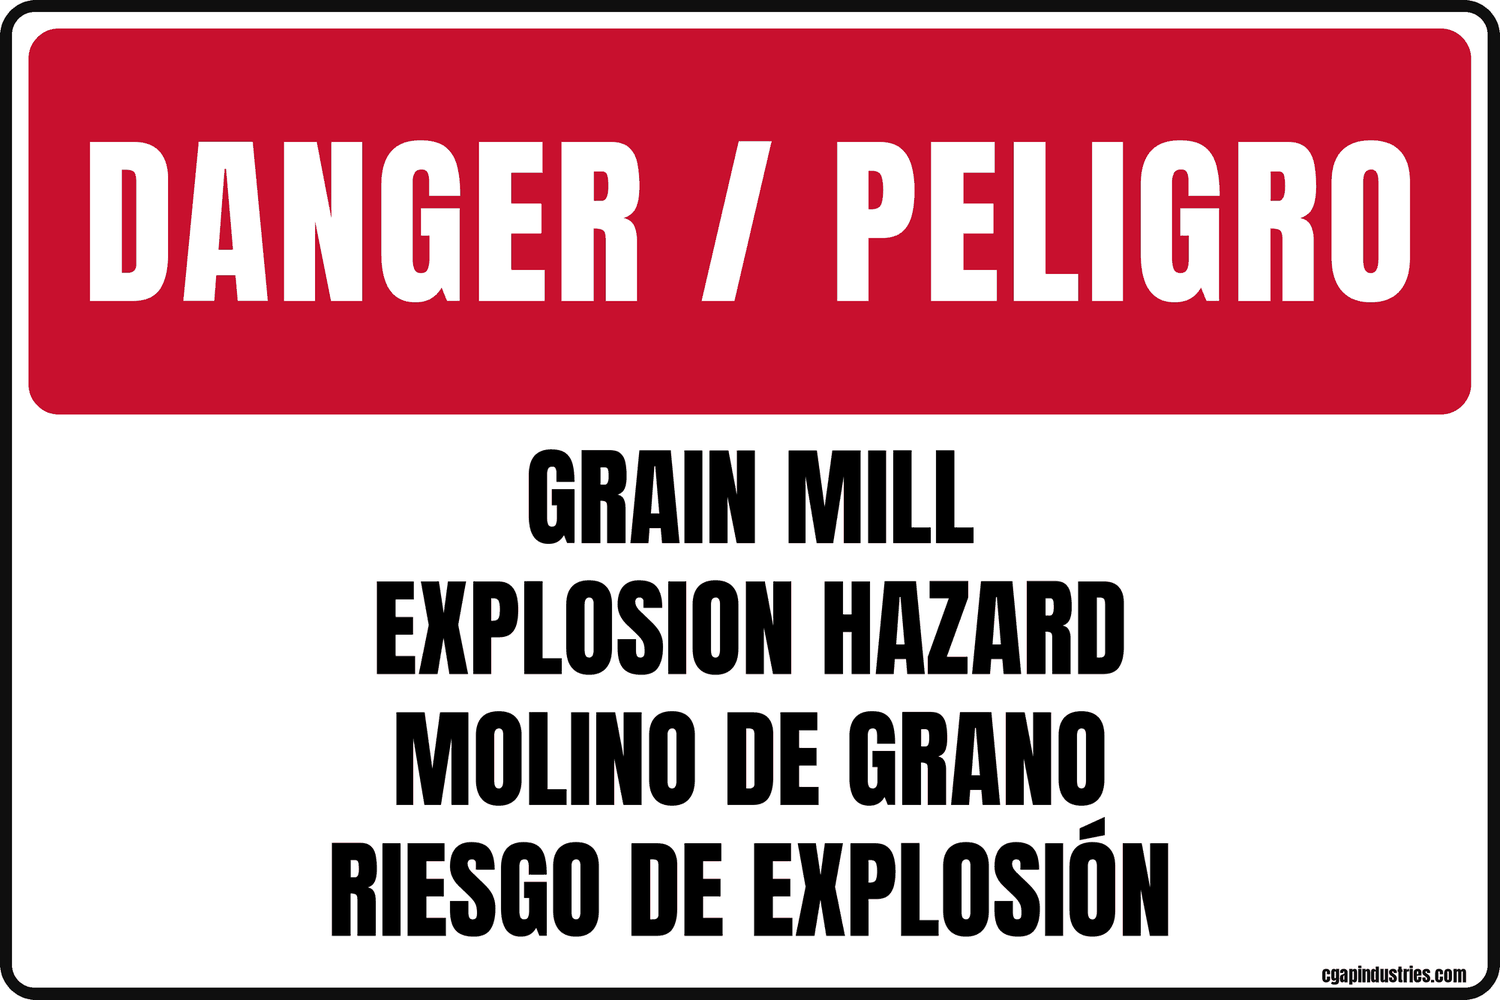 DANGER / PELIGRO
GRAIN MILL
EXPLOSION HAZARD
MOLINO DE GRANO
RIESGO DE EXPLOSIÓN
cgapindustries.com